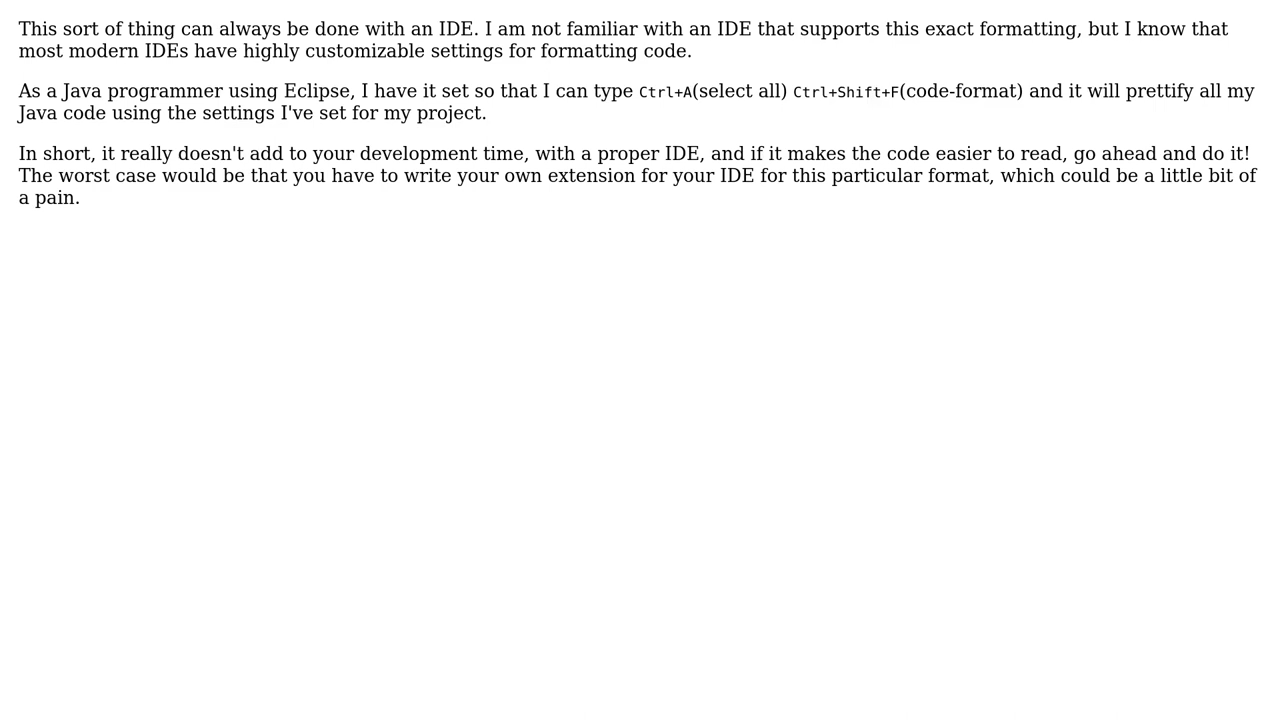 This sort of thing can always be done with an IDE. I am not familiar with an IDE that supports this exact formatting, but I know that
most modern IDEs have highly customizable settings for formatting code.
As a Java programmer using Eclipse, I have it set so that I can type Ctrl+A(select all) Ctrl+Shift+F(code-format) and it will prettify all my
Java code using the settings I've set for my project.
In short, it really doesn't add to your development time, with a proper IDE, and if it makes the code easier to read, go ahead and do it!
The worst case would be that you have to write your own extension for your IDE for this particular format, which could be a little bit of
a pain.